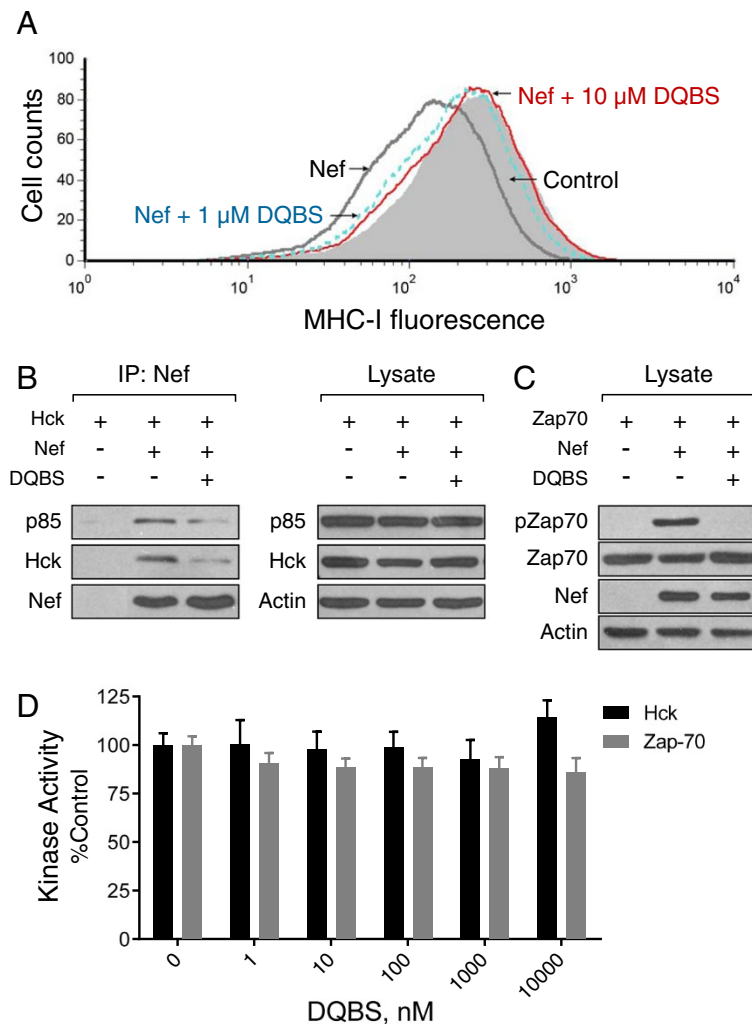 A
Cell counts
100
80
60
40
20
0
Nef + 10 µM DQBS
Nef
Control
Nef + 1 µM DQBS
10^0 10^1 10^2 10^3 10^4
MHC-I fluorescence
B
IP: Nef Lysate
Hck + + + + + +
Nef - + + - + +
DQBS - - + - - +
p85 p85
Hck Hck
Nef Actin
C
Lysate
Zap70 + + +
Nef - + +
DQBS - - +
pZap70
Zap70
Nef
Actin
D
Kinase Activity
%Control
125
100
75
50
25
0
Hck
Zap-70
0 1 10 100 1000 10000
DQBS, nM